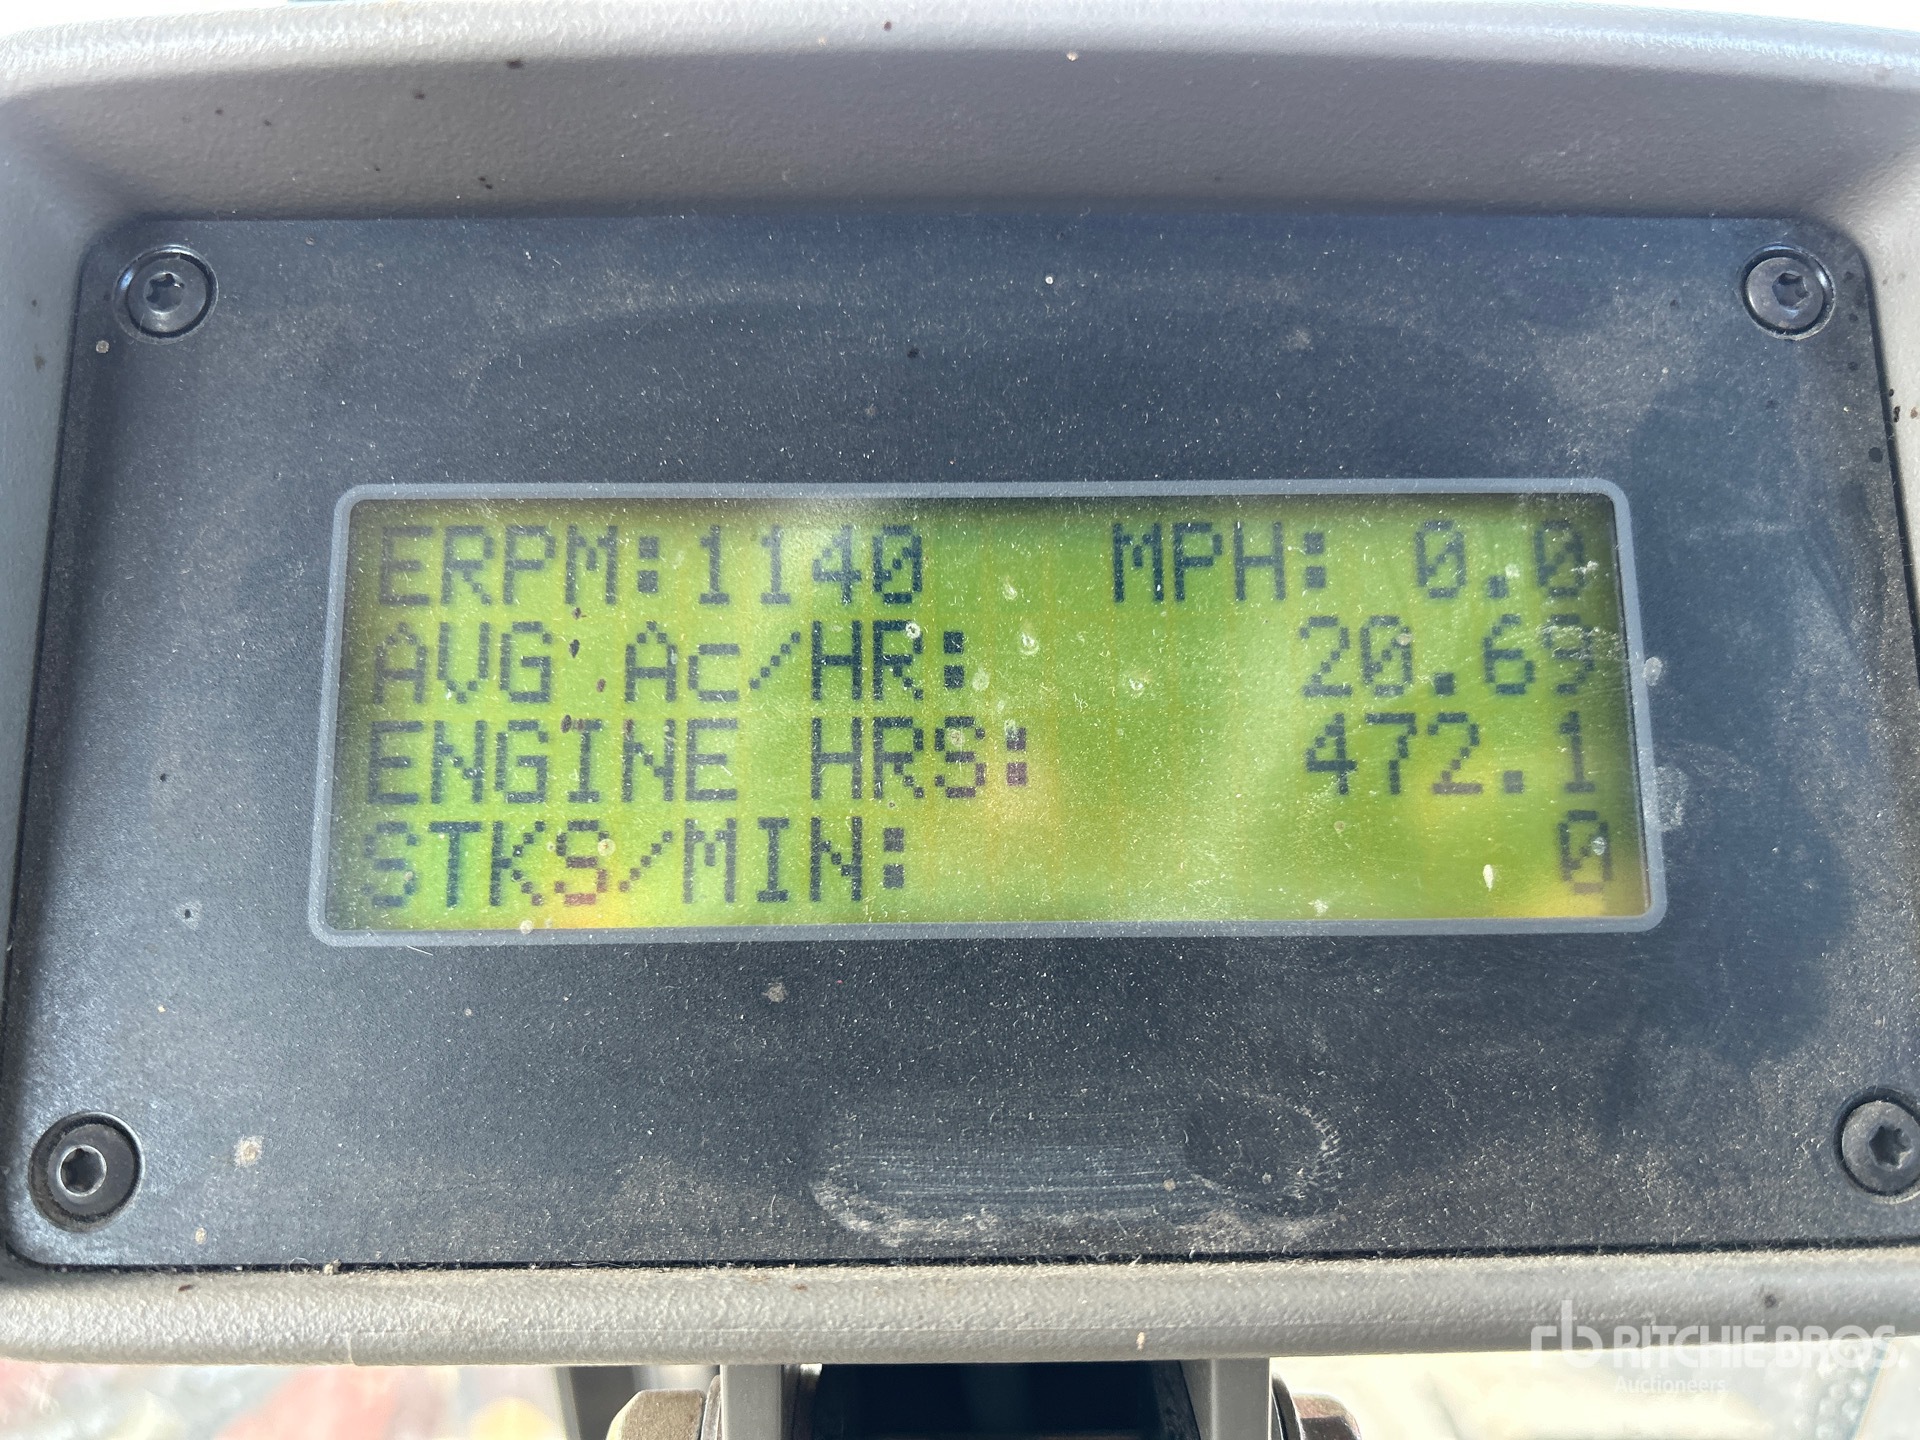 ERPM:1140 MPH: 0.0
AVG Ac/HR: 20.69
ENGINE HRS: 472.1
STKS/MIN: 0
rb RITCHIE BROS.
Auctioneers